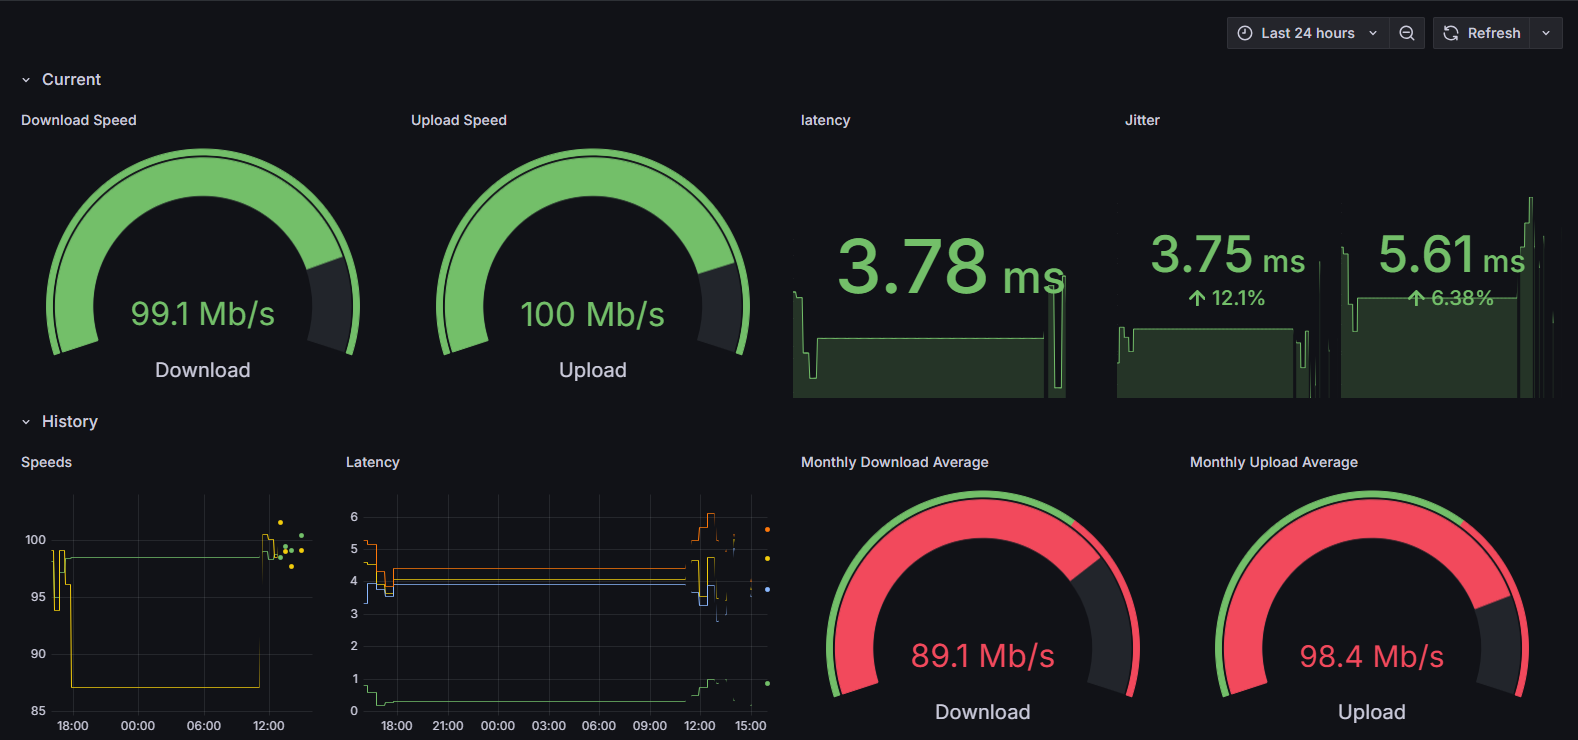 Last 24 hours
Refresh
Current
Download Speed
Upload Speed
latency
Jitter
99.1 Mb/s
Download
100 Mb/s
Upload
3.78 ms
3.75 ms
12.1%
5.61 ms
6.38%
History
Speeds
Latency
Monthly Download Average
Monthly Upload Average
100
95
90
85
18:00 00:00 06:00 12:00
6
5
4
3
2
1
0
18:00 21:00 00:00 03:00 06:00 09:00 12:00 15:00
89.1 Mb/s
Download
98.4 Mb/s
Upload